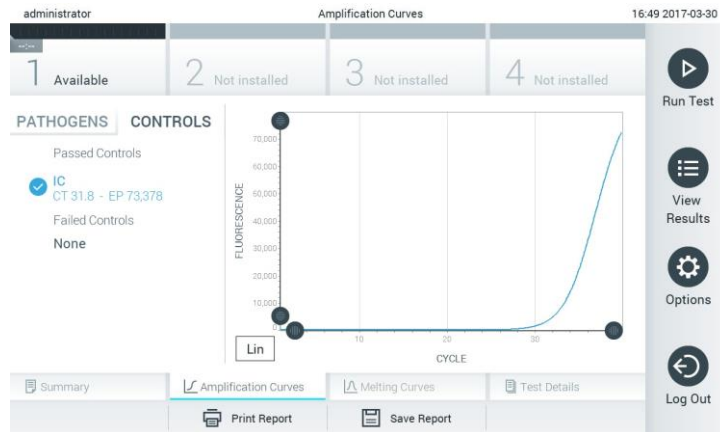 administrator
Amplification Curves
16:49 2017-03-30
--:--
1 Available
2 Not installed
3 Not installed
4 Not installed
Run Test
View
Results
Options
Log Out
PATHOGENS CONTROLS
Passed Controls
IC
CT 31.8 - EP 73,378
Failed Controls
None
FLUORESCENCE
70,000
60,000
50,000
40,000
30,000
20,000
10,000
0
10 20 30
CYCLE
Lin
Summary
Amplification Curves
Melting Curves
Test Details
Print Report
Save Report